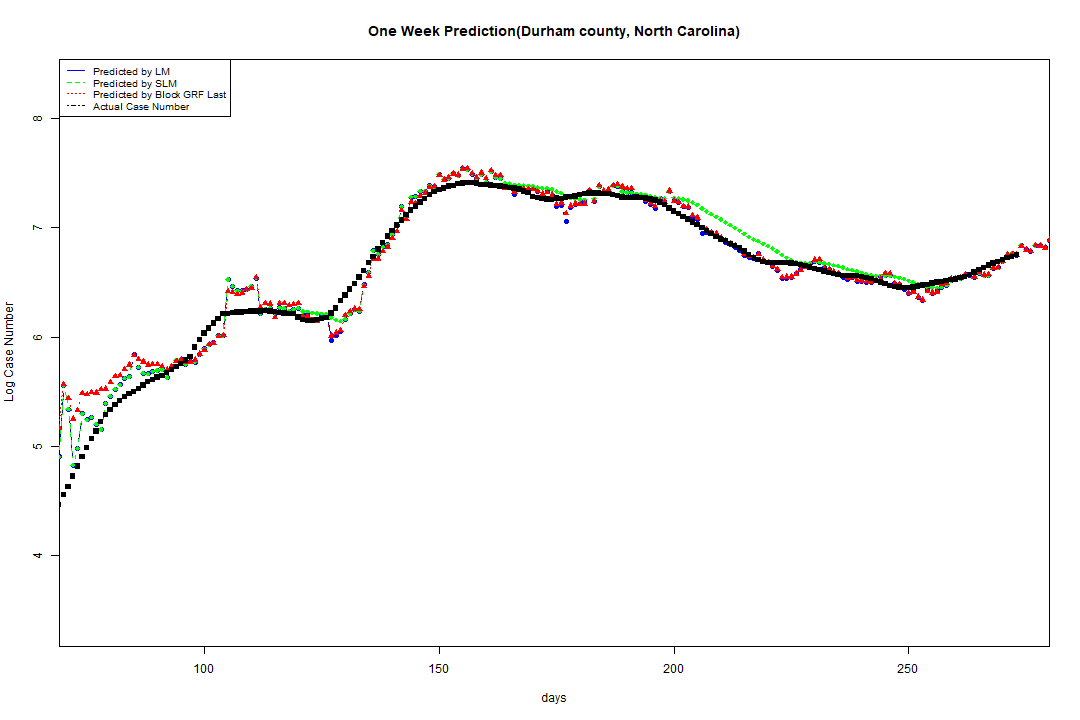 One Week Prediction(Durham county, North Carolina)
Predicted by LM
Predicted by SLM
Predicted by Block GRF Last
Actual Case Number
8
7
6
5
4
Log Case Number
100 150 200 250
days